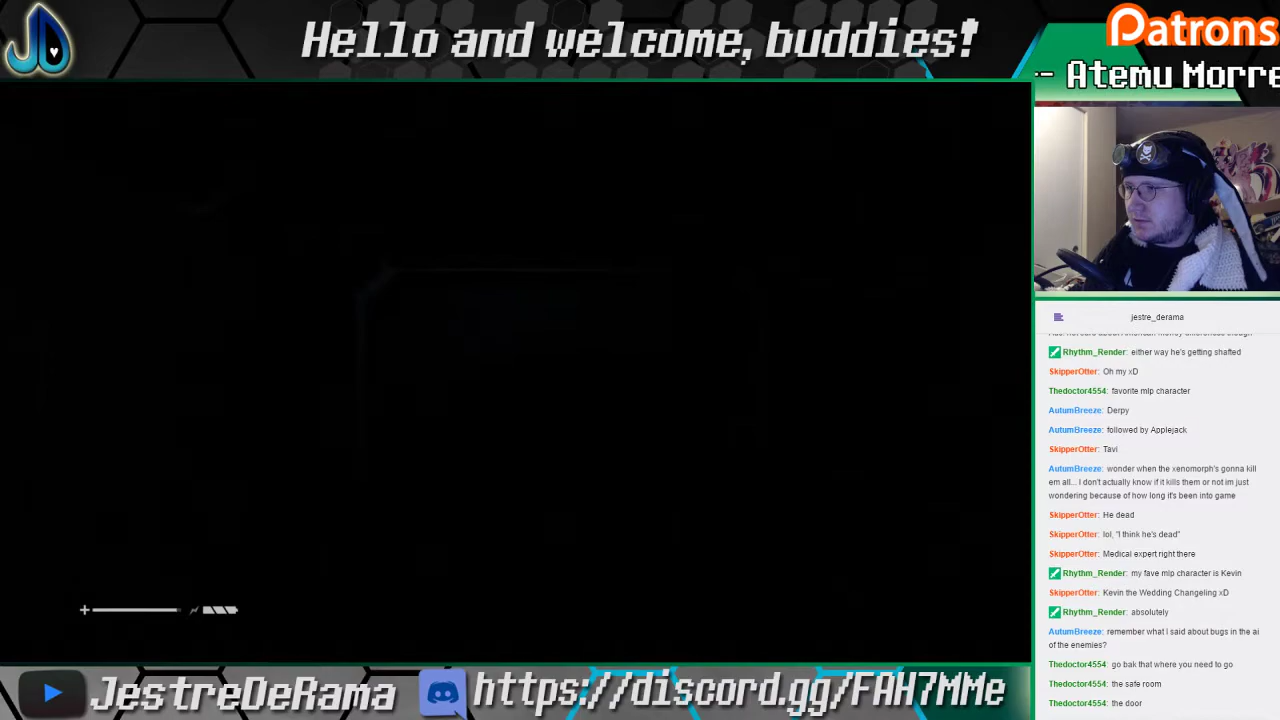 Hello and welcome, buddies!
Patrons
-- Atemu Morre
jestre_derama
Rhythm_Render: either way he's getting shafted
SkipperOtter: Oh my xD
Thedoctor4554: favorite mlp character
AutumBreeze: Derpy
AutumBreeze: followed by Applejack
SkipperOtter: Tavi
AutumBreeze: wonder when the xenomorph's gonna kill
em all... I don't actually know if it kills them or not im just
wondering because of how long it's been into game
SkipperOtter: He dead
SkipperOtter: lol, "I think he's dead"
SkipperOtter: Medical expert right there
Rhythm_Render: my fave mlp character is Kevin
SkipperOtter: Kevin the Wedding Changeling xD
Rhythm_Render: absolutely
AutumBreeze: remember what I said about bugs in the ai
of the enemies?
Thedoctor4554: go bak that where you need to go
Thedoctor4554: the safe room
Thedoctor4554: the door
JestreDeRama
https://discord.gg/FAH7MMe